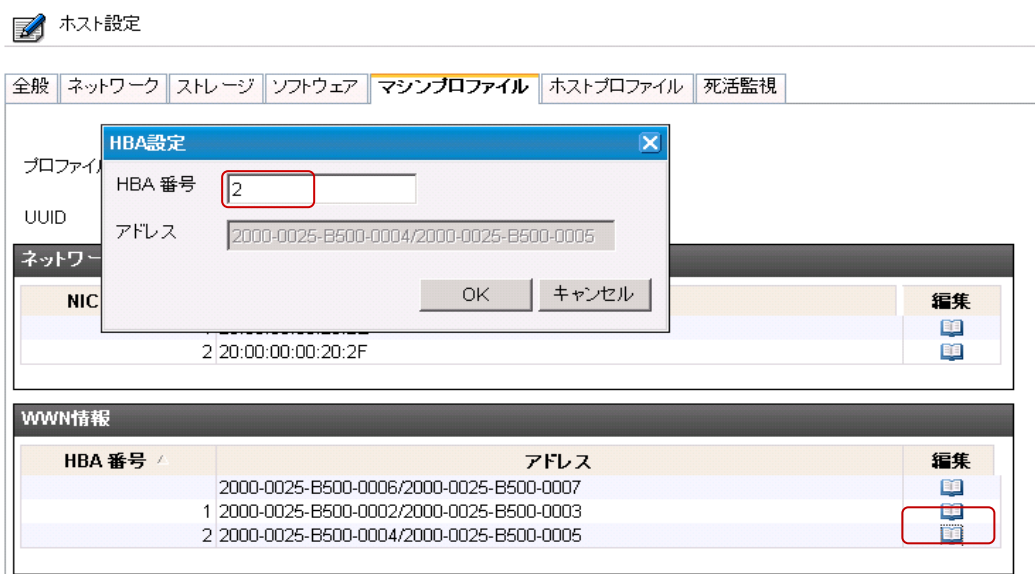 ホスト設定
全般 ネットワーク ストレージ ソフトウェア マシンプロファイル ホストプロファイル 死活監視
HBA設定
プロファイル
HBA 番号 2
UUID
アドレス 2000-0025-B500-0004/2000-0025-B500-0005
ネットワー
OK キャンセル
NIC 編集
2 20:00:00:00:20:2F
WWN情報
HBA 番号 アドレス 編集
2000-0025-B500-0006/2000-0025-B500-0007
1 2000-0025-B500-0002/2000-0025-B500-0003
2 2000-0025-B500-0004/2000-0025-B500-0005